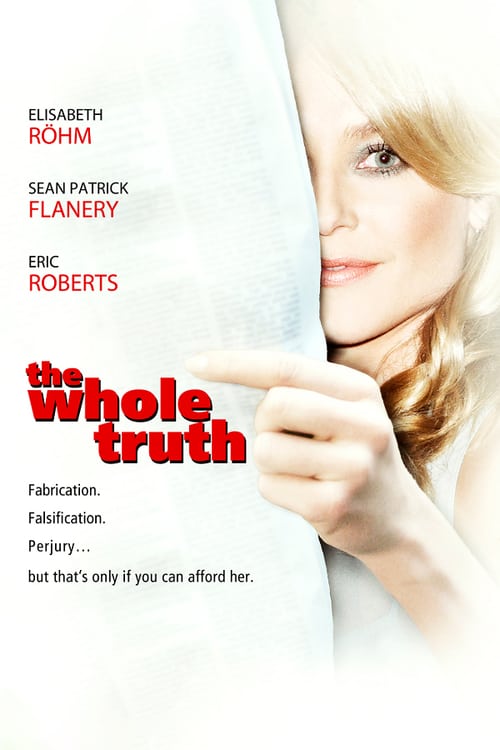 ELISABETH
RÖHM
SEAN PATRICK
FLANERY
ERIC
ROBERTS
the
whole
truth
Fabrication.
Falsification.
Perjury...
but that's only if you can afford her.